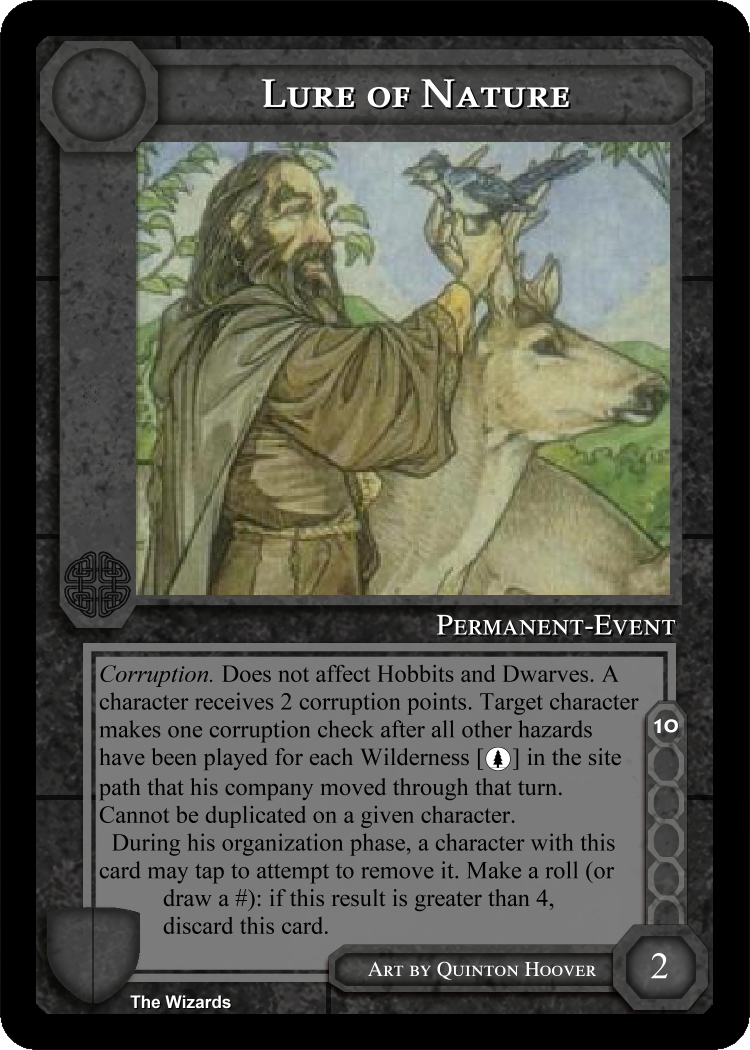 LURE OF NATURE
PERMANENT-EVENT
Corruption. Does not affect Hobbits and Dwarves. A
character receives 2 corruption points. Target character
makes one corruption check after all other hazards
have been played for each Wilderness [ ] in the site
path that his company moved through that turn.
Cannot be duplicated on a given character.
During his organization phase, a character with this
card may tap to attempt to remove it. Make a roll (or
draw a #): if this result is greater than 4,
discard this card.
10
ART BY QUINTON HOOVER
2
The Wizards